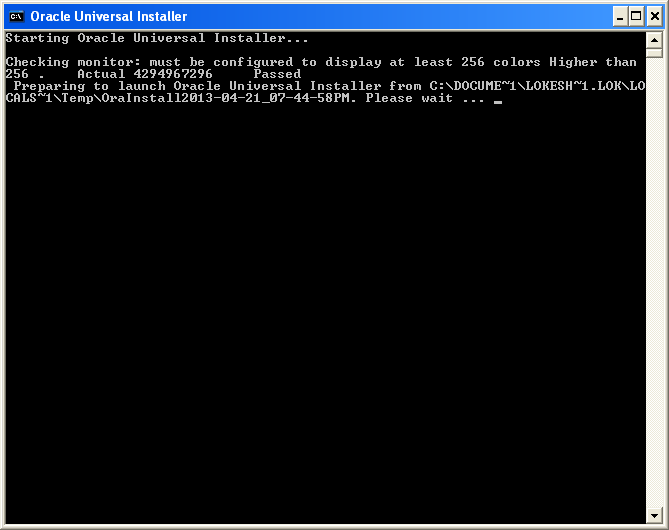 Oracle Universal Installer
Starting Oracle Universal Installer...
Checking monitor: must be configured to display at least 256 colors Higher than
256 .    Actual 4294967296     Passed
 Preparing to launch Oracle Universal Installer from C:\DOCUME~1\LOKESH~1.LOK\LO
CALS~1\Temp\OraInstall2013-04-21_07-44-58PM. Please wait ... _